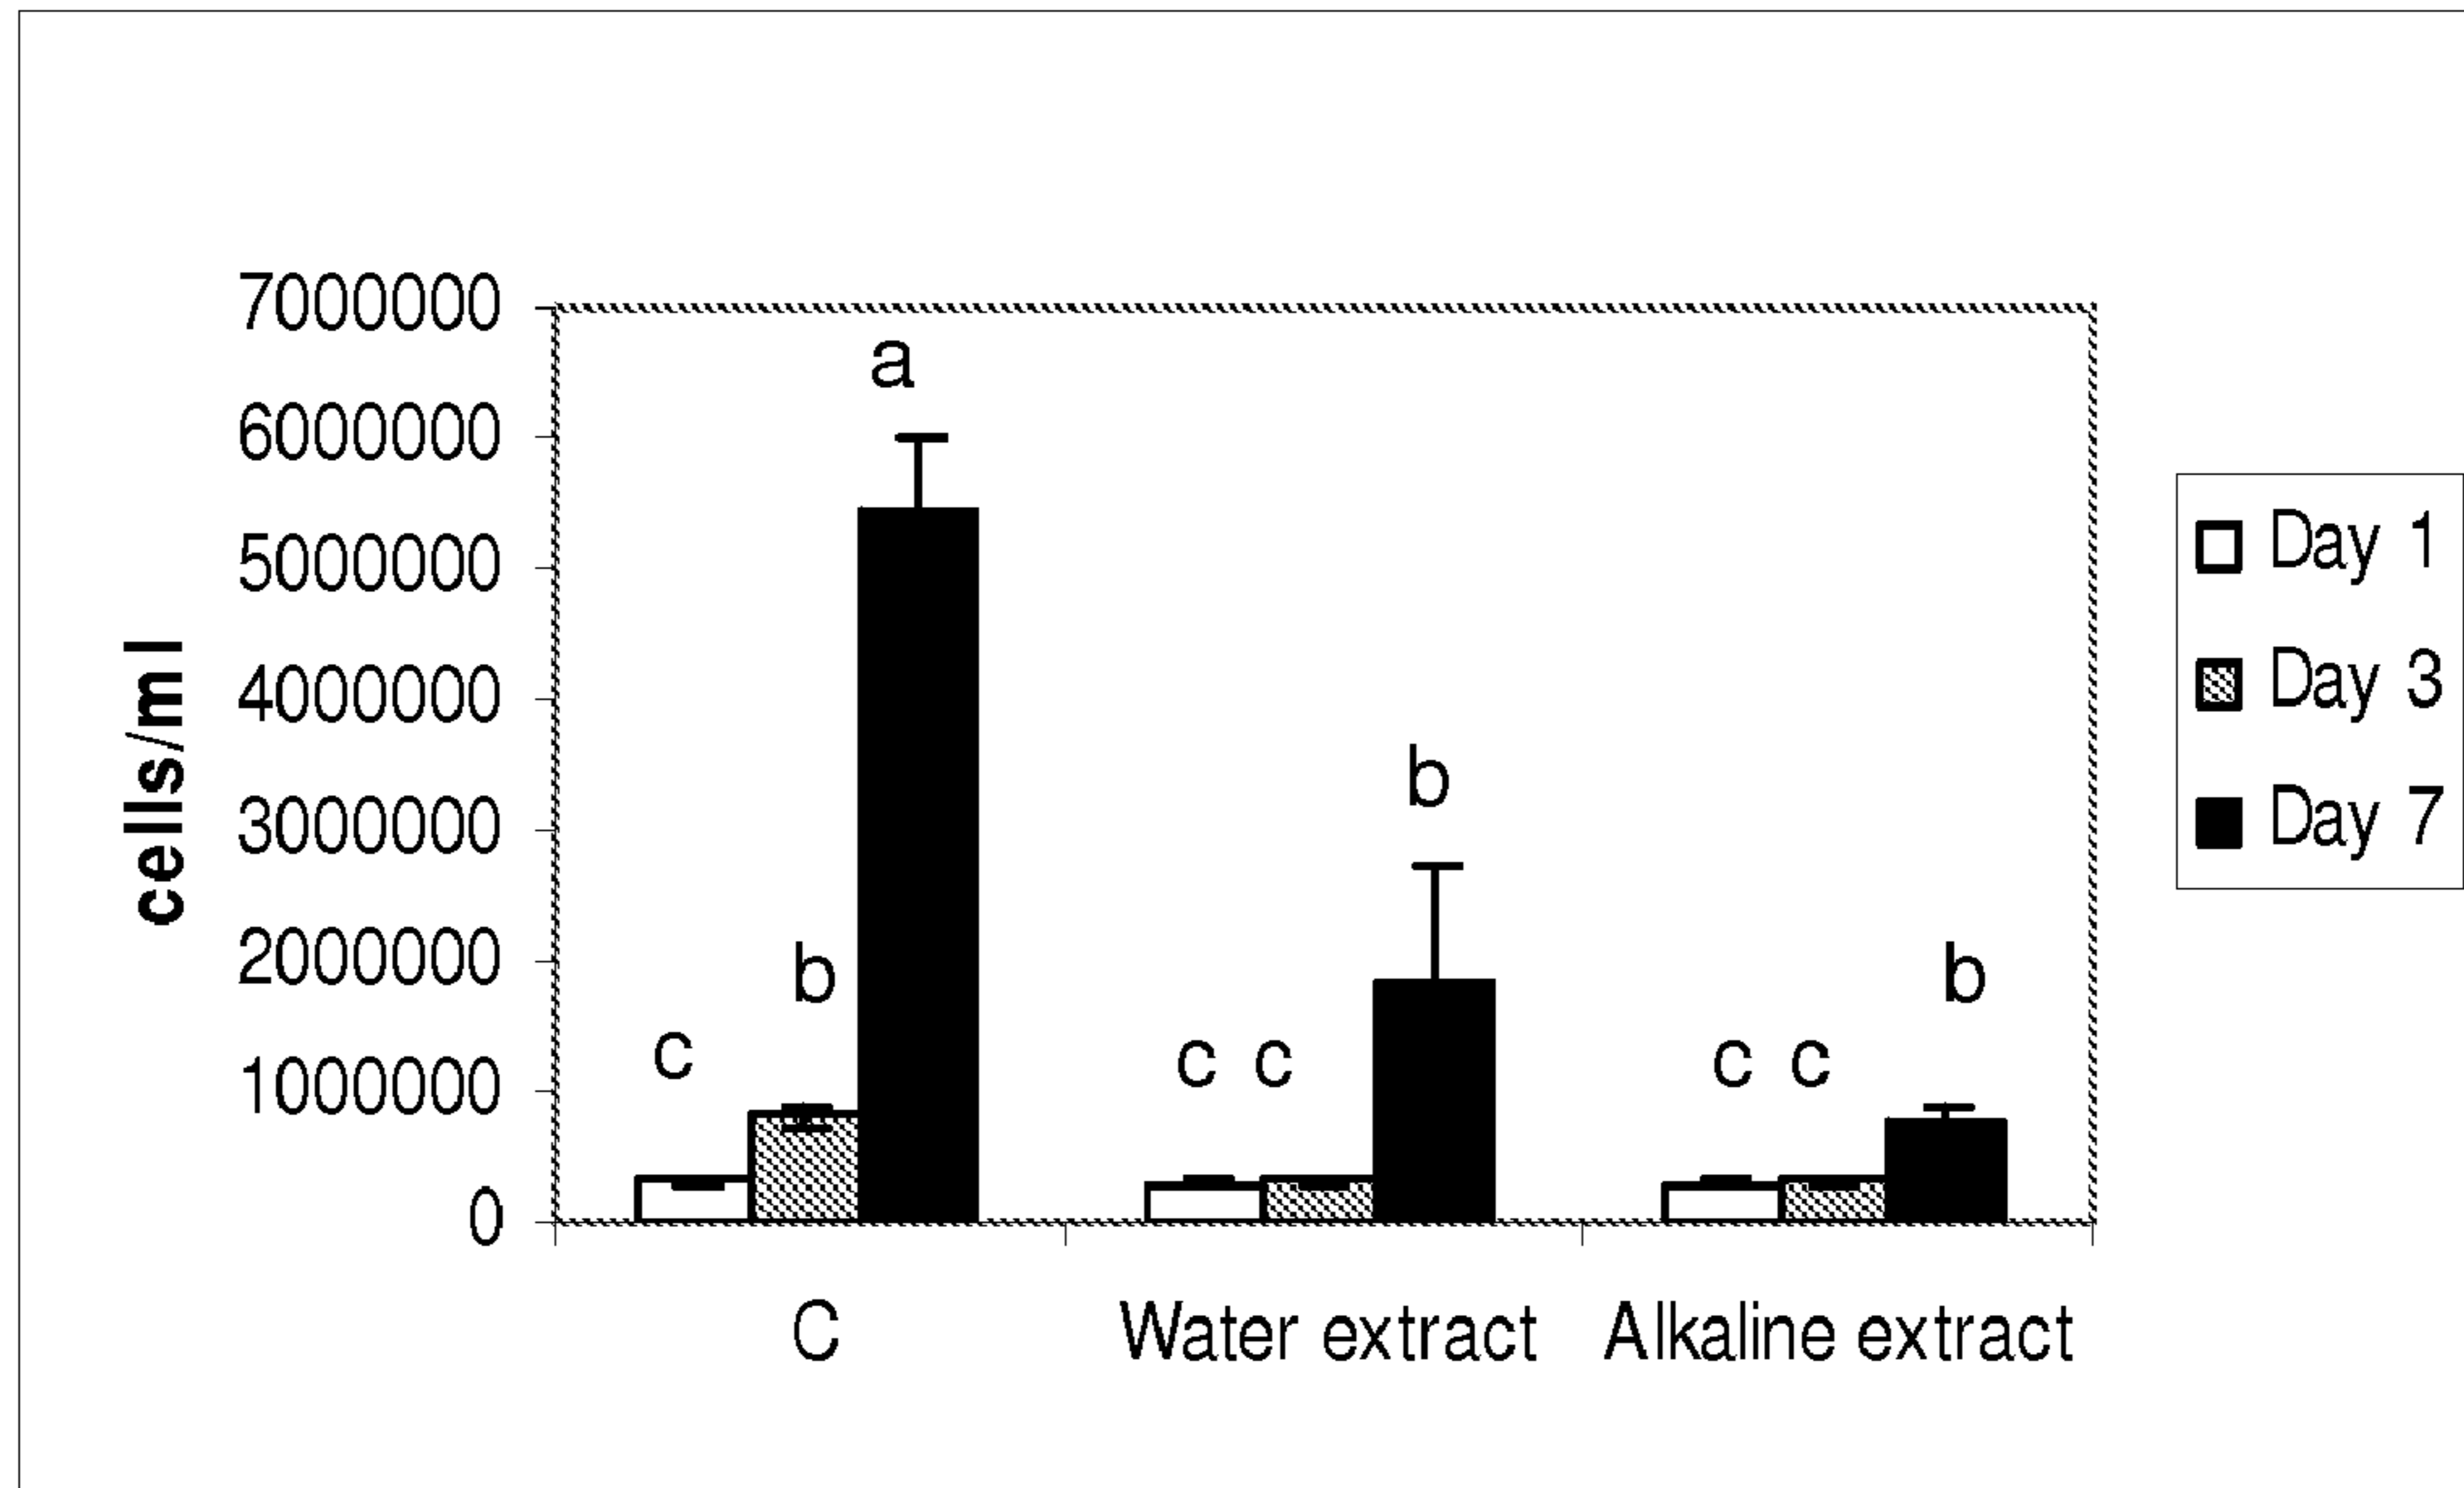 7000000
6000000
5000000
4000000
3000000
2000000
1000000
0
cells/ml
a
b
c
b
c c
b
c c
C
Water extract
Alkaline extract
Day 1
Day 3
Day 7